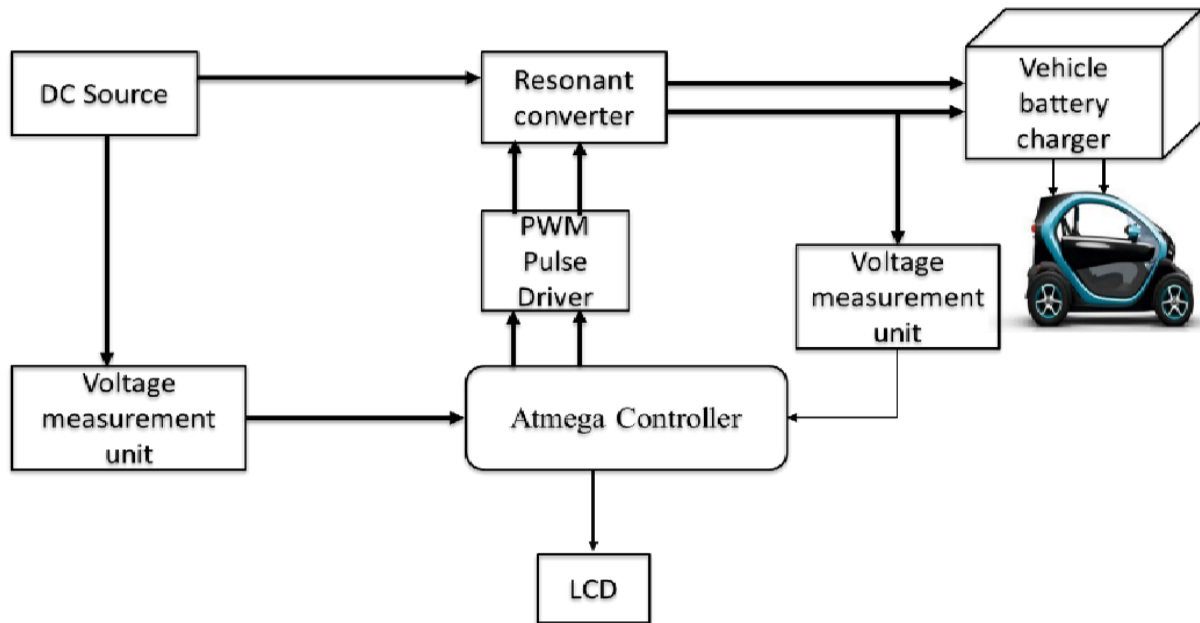 DC Source
Resonant
converter
Vehicle
battery
charger
PWM
Pulse
Driver
Voltage
measurement
unit
Voltage
measurement
unit
Atmega Controller
LCD